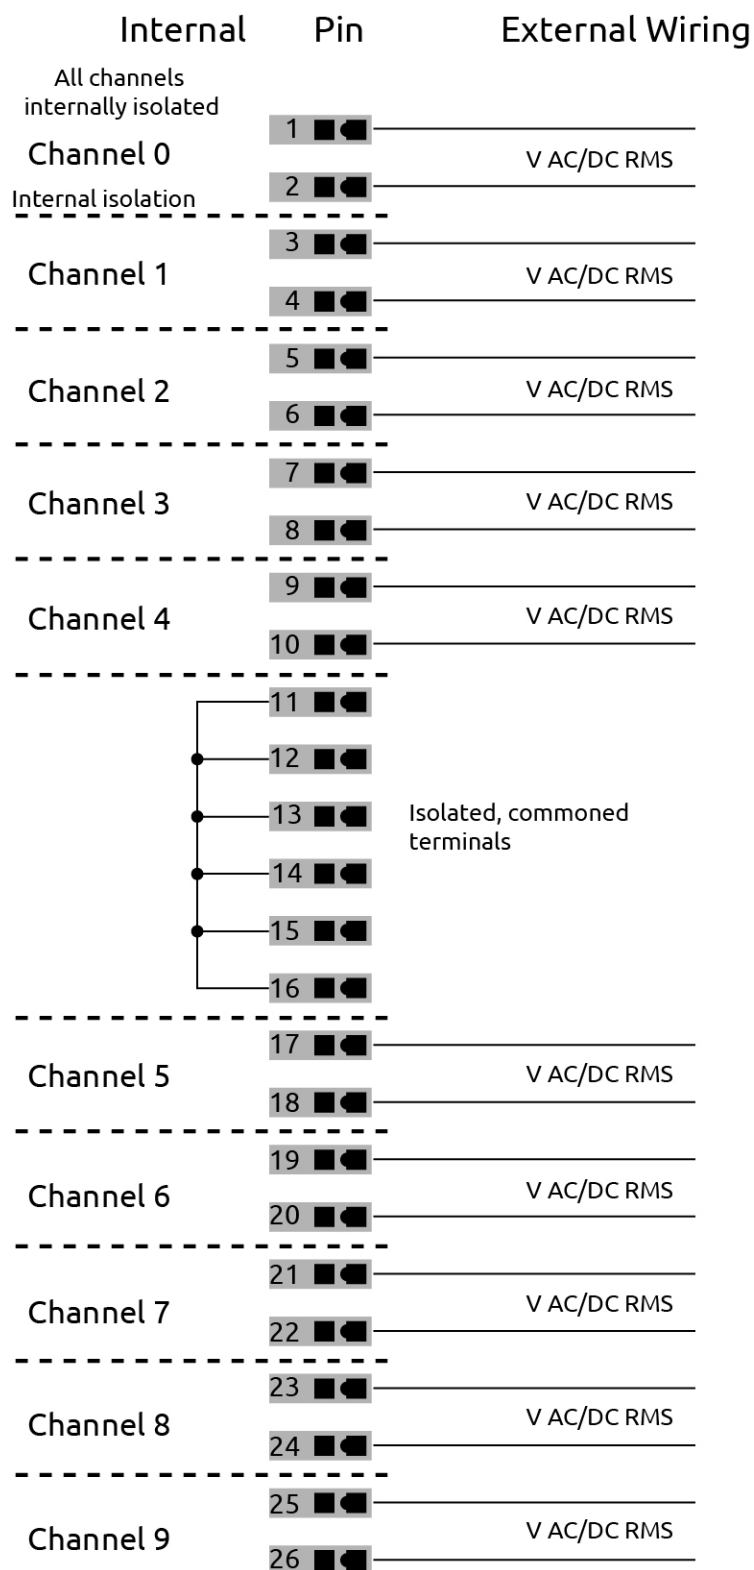 Internal Pin External Wiring
All channels
internally isolated
1
Channel 0 V AC/DC RMS
2
Internal isolation
3
Channel 1 V AC/DC RMS
4
5
Channel 2 V AC/DC RMS
6
7
Channel 3 V AC/DC RMS
8
9
Channel 4 V AC/DC RMS
10
11
12
13 Isolated, commoned
terminals
14
15
16
17
Channel 5 V AC/DC RMS
18
19
Channel 6 V AC/DC RMS
20
21
Channel 7 V AC/DC RMS
22
23
Channel 8 V AC/DC RMS
24
25
Channel 9 V AC/DC RMS
26